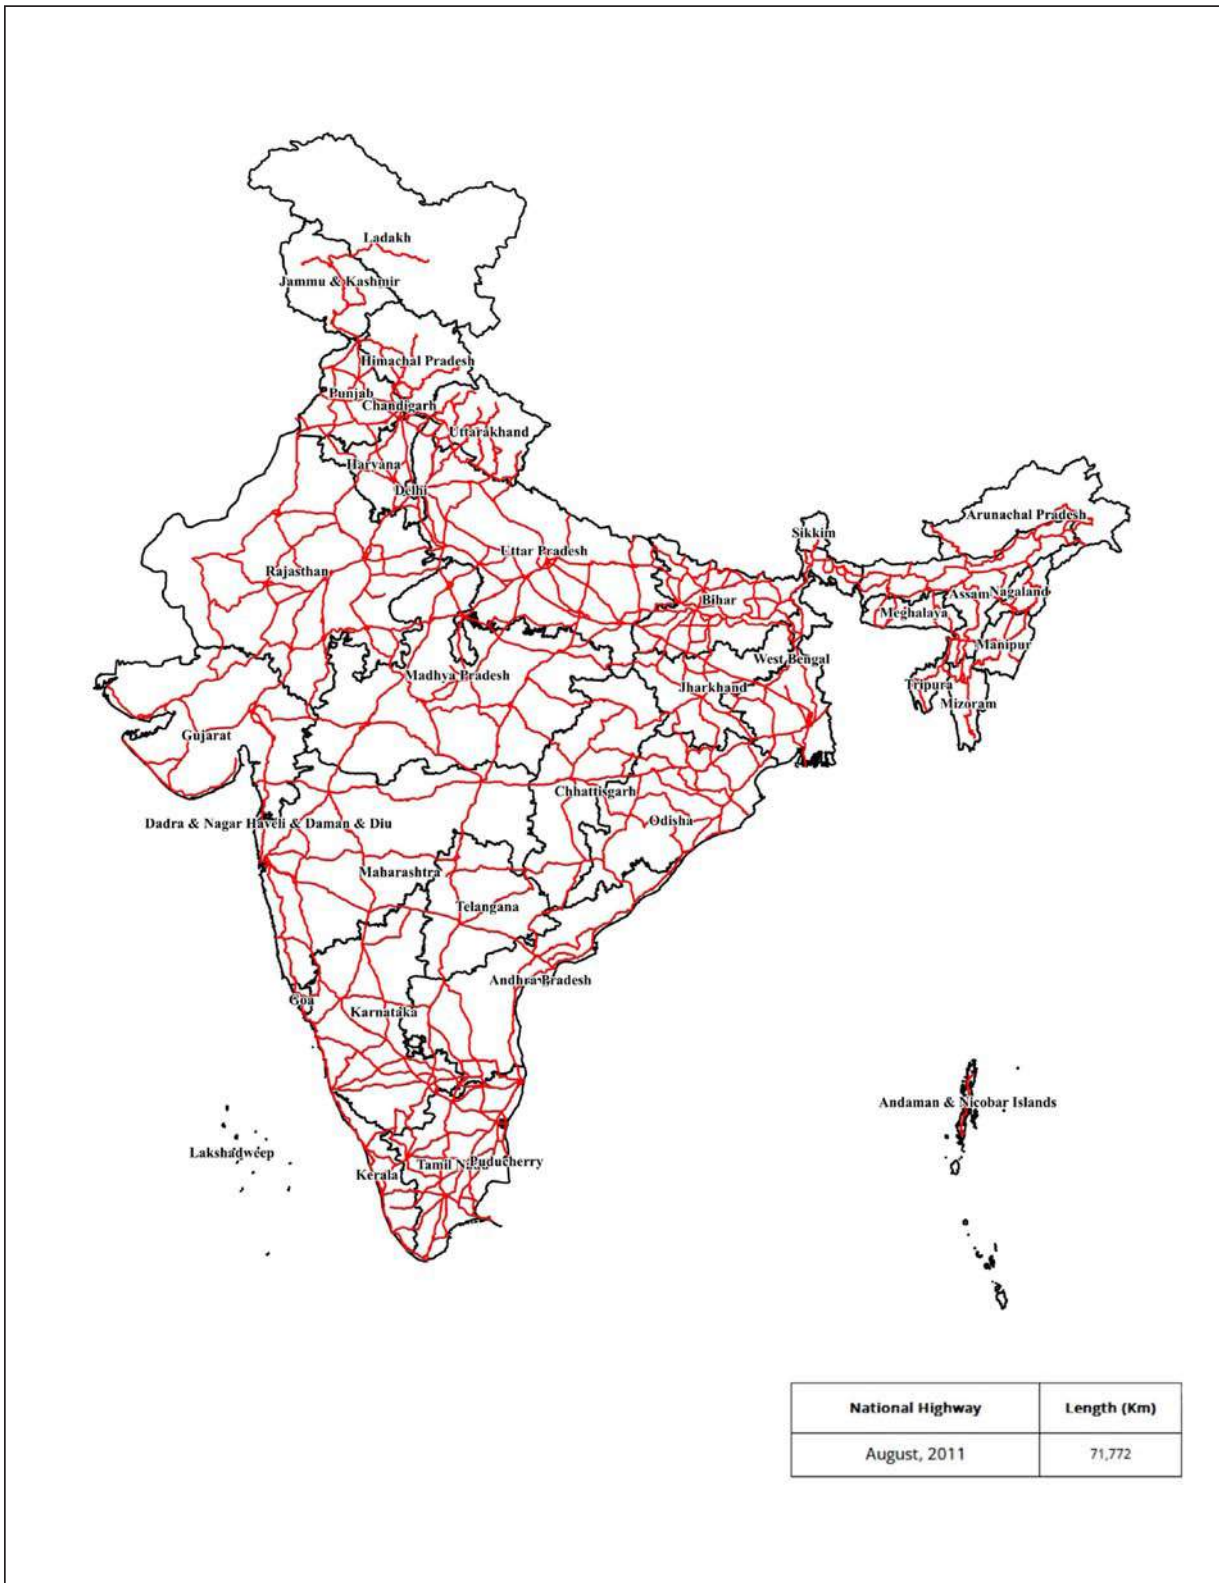 Ladakh
Jammu & Kashmir
Himachal Pradesh
Punjab
Chandigarh
Uttarakhand
Haryana
Delhi
Arunachal Pradesh
Sikkim
Uttar Pradesh
Rajasthan
Bihar
Assam
Nagaland
Meghalaya
Manipur
West Bengal
Madhya Pradesh
Jharkhand
Tripura
Mizoram
Gujarat
Chhattisgarh
Odisha
Dadra & Nagar Haveli & Daman & Diu
Maharashtra
Telangana
Andhra Pradesh
Goa
Karnataka
Andaman & Nicobar Islands
Lakshadweep
Tamil
Puducherry
Kerala
National Highway Length (Km)
August, 2011 71,772